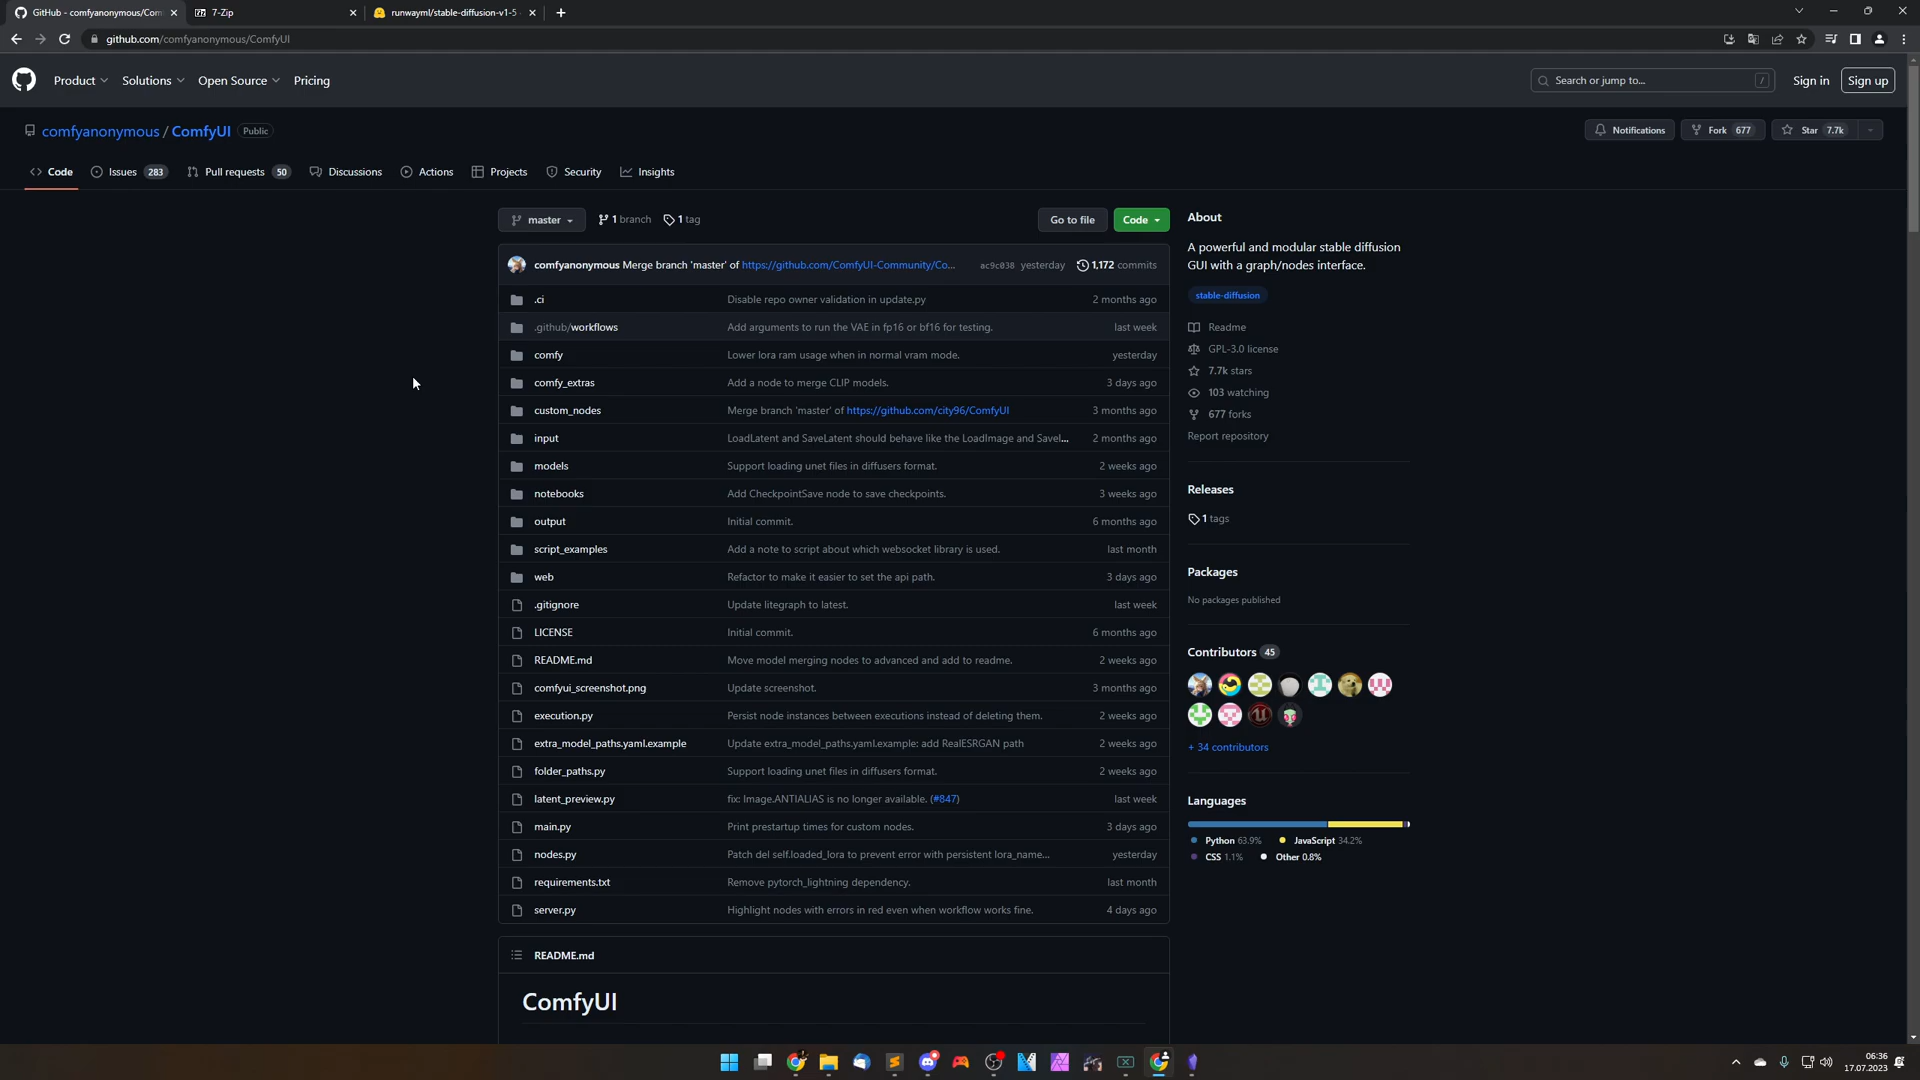 GitHub - comfyanonymous/Com
7-Zip
runwayml/stable-diffusion-v1-5
github.com/comfyanonymous/ComfyUI
Product
Solutions
Open Source
Pricing
Search or jump to...
/
Sign in
Sign up
comfyanonymous / ComfyUI
Public
Notifications
Fork 677
Star 7.7k
Code
Issues 283
Pull requests 50
Discussions
Actions
Projects
Security
Insights
master
1 branch
1 tag
Go to file
Code
comfyanonymous Merge branch 'master' of https://github.com/ComfyUI-Community/Co... ac9c038 yesterday 1,172 commits
.ci Disable repo owner validation in update.py 2 months ago
.github/workflows Add arguments to run the VAE in fp16 or bf16 for testing. last week
comfy Lower lora ram usage when in normal vram mode. yesterday
comfy_extras Add a node to merge CLIP models. 3 days ago
custom_nodes Merge branch 'master' of https://github.com/city96/ComfyUI 3 months ago
input LoadLatent and SaveLatent should behave like the LoadImage and SaveI... 2 months ago
models Support loading unet files in diffusers format. 2 weeks ago
notebooks Add CheckpointSave node to save checkpoints. 3 weeks ago
output Initial commit. 6 months ago
script_examples Add a note to script about which websocket library is used. last month
web Refactor to make it easier to set the api path. 3 days ago
.gitignore Update litegraph to latest. last week
LICENSE Initial commit. 6 months ago
README.md Move model merging nodes to advanced and add to readme. 2 weeks ago
comfyui_screenshot.png Update screenshot. 3 months ago
execution.py Persist node instances between executions instead of deleting them. 2 weeks ago
extra_model_paths.yaml.example Update extra_model_paths.yaml.example: add RealESRGAN path 2 weeks ago
folder_paths.py Support loading unet files in diffusers format. 2 weeks ago
latent_preview.py fix: Image.ANTIALIAS is no longer available. (#847) last week
main.py Print prestartup times for custom nodes. 3 days ago
nodes.py Patch del self.loaded_lora to prevent error with persistent lora_name... yesterday
requirements.txt Remove pytorch_lightning dependency. last month
server.py Highlight nodes with errors in red even when workflow works fine. 4 days ago
README.md
ComfyUI
About
A powerful and modular stable diffusion
GUI with a graph/nodes interface.
stable-diffusion
Readme
GPL-3.0 license
7.7k stars
103 watching
677 forks
Report repository
Releases
1 tags
Packages
No packages published
Contributors 45
+ 34 contributors
Languages
Python 63.9%
JavaScript 34.2%
CSS 1.1%
Other 0.8%
06:36
17.07.2023